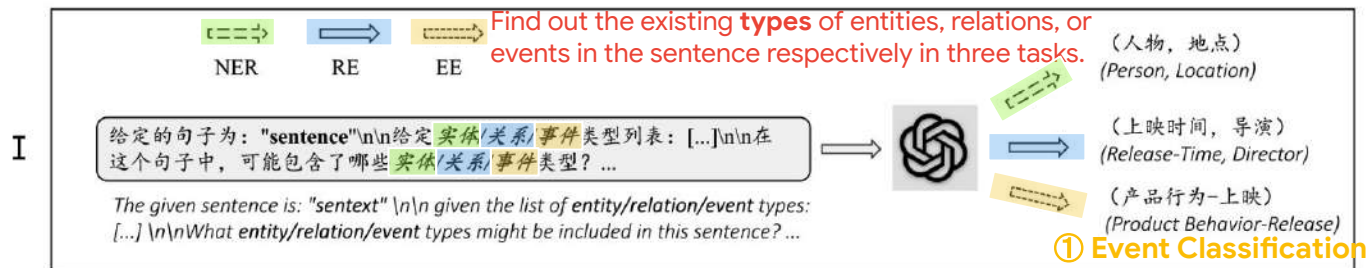 Find out the existing types of entities, relations, or
events in the sentence respectively in three tasks.
NER RE EE
(人物, 地点)
(Person, Location)
I
给定的句子为: "sentence"\n\n给定实体/关系/事件类型列表: [...]\n\n在
这个句子中, 可能包含了哪些实体/关系/事件类型? ...
(上映时间, 导演)
(Release-Time, Director)
The given sentence is: "sentext" \n\n given the list of entity/relation/event types:
[...] \n\nWhat entity/relation/event types might be included in this sentence? ...
(产品行为-上映)
(Product Behavior-Release)
① Event Classification